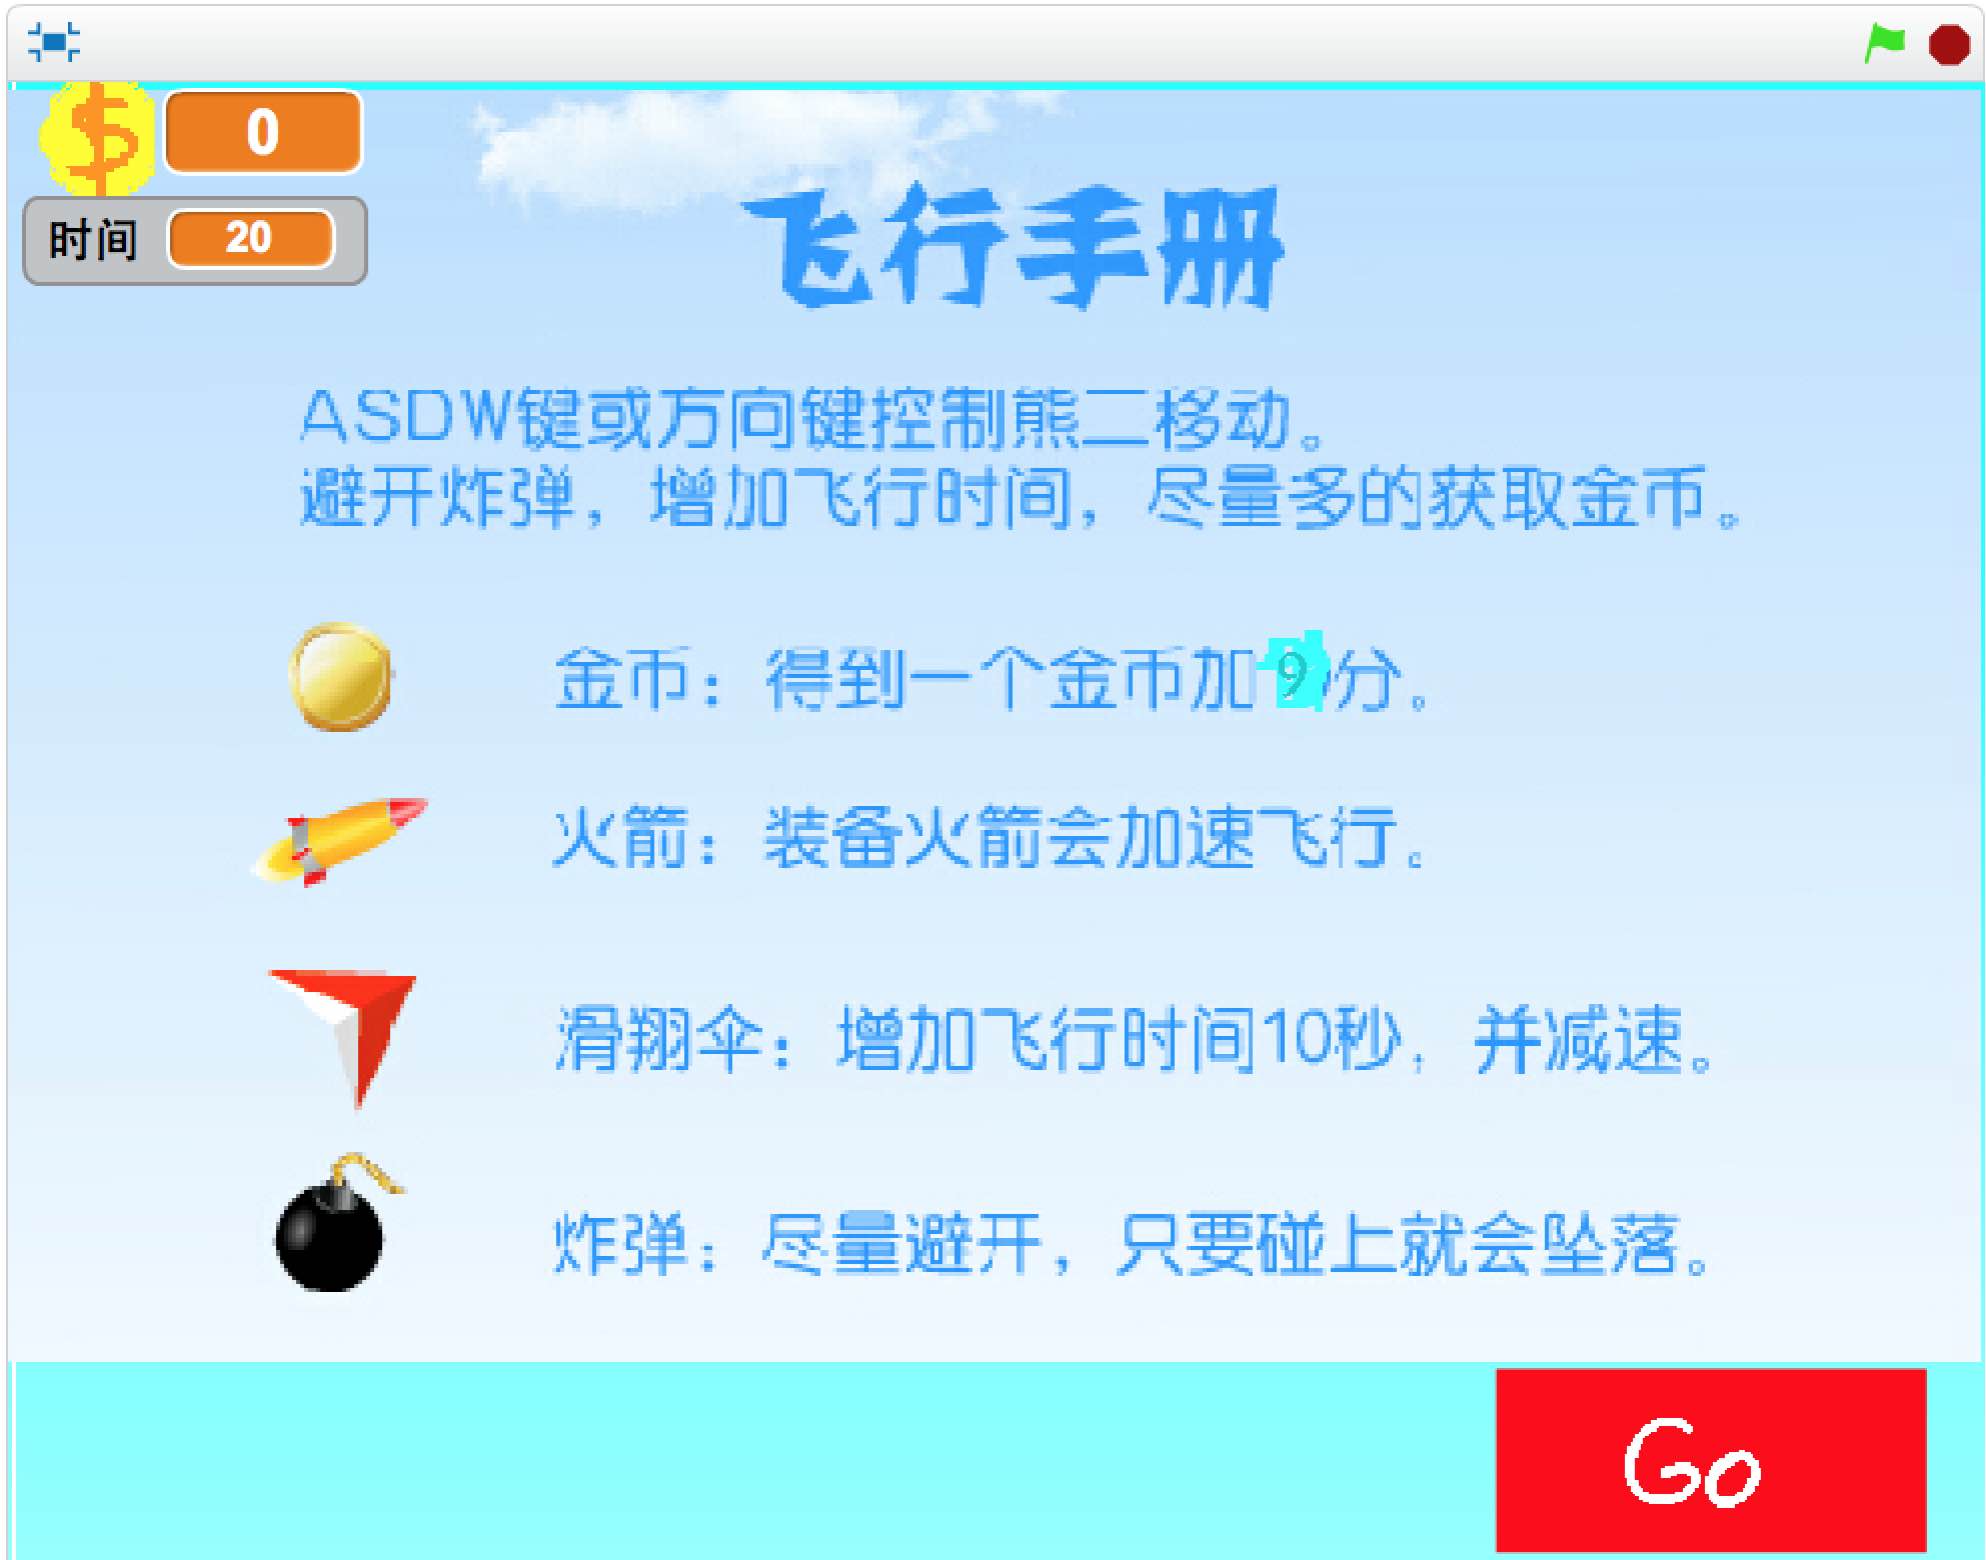 $ 0
时间 20
飞行手册
ASDW键或方向键控制熊二移动。
避开炸弹，增加飞行时间，尽量多的获取金币。
金币：得到一个金币加9分。
火箭：装备火箭会加速飞行。
滑翔伞：增加飞行时间10秒，并减速。
炸弹：尽量避开，只要碰上就会坠落。
Go